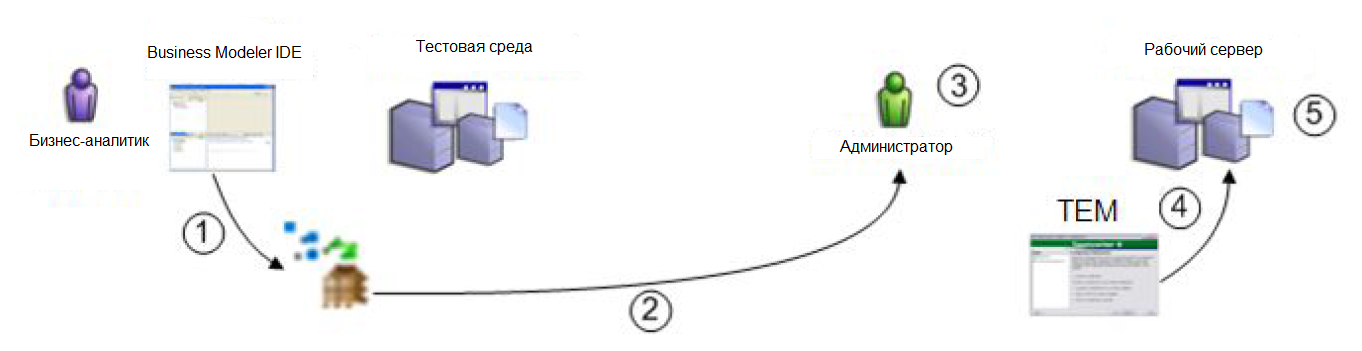 Business Modeler IDE
Тестовая среда
Рабочий сервер
Бизнес-аналитик
Администратор
3
5
1
TEM
4
2